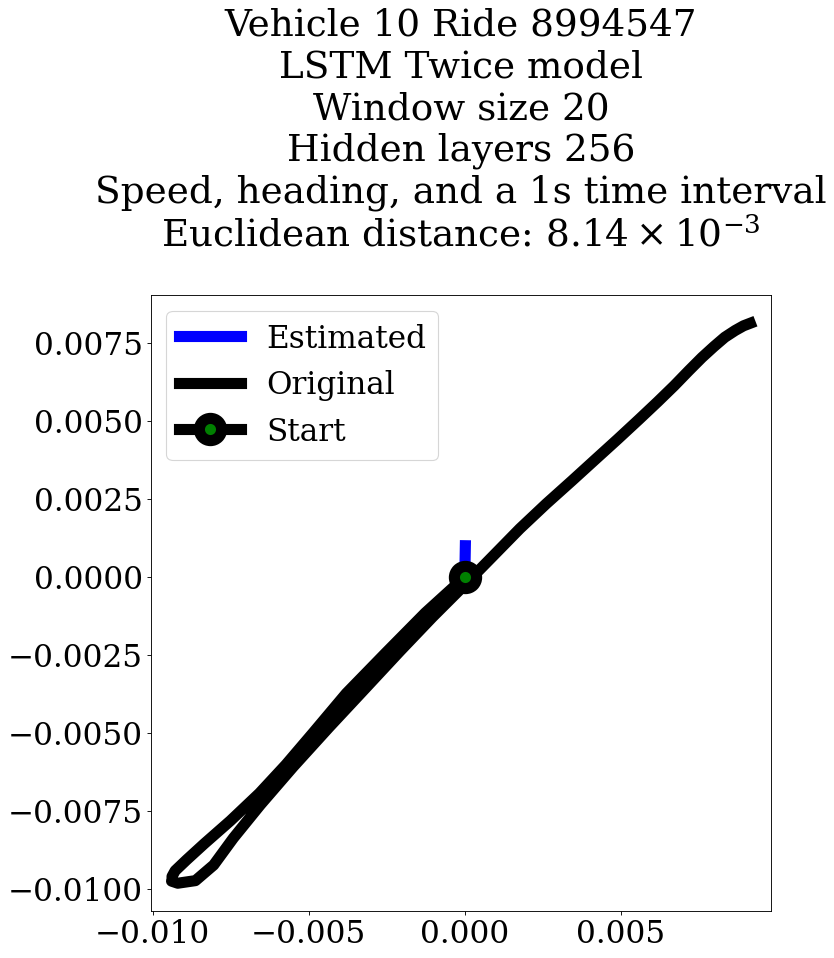 Vehicle 10 Ride 8994547
LSTM Twice model
Window size 20
Hidden layers 256
Speed, heading, and a 1s time interval
Euclidean distance: 8.14 × 10⁻³
Estimated
Original
Start
0.0075
0.0050
0.0025
0.0000
−0.0025
−0.0050
−0.0075
−0.0100
−0.010 −0.005 0.000 0.005